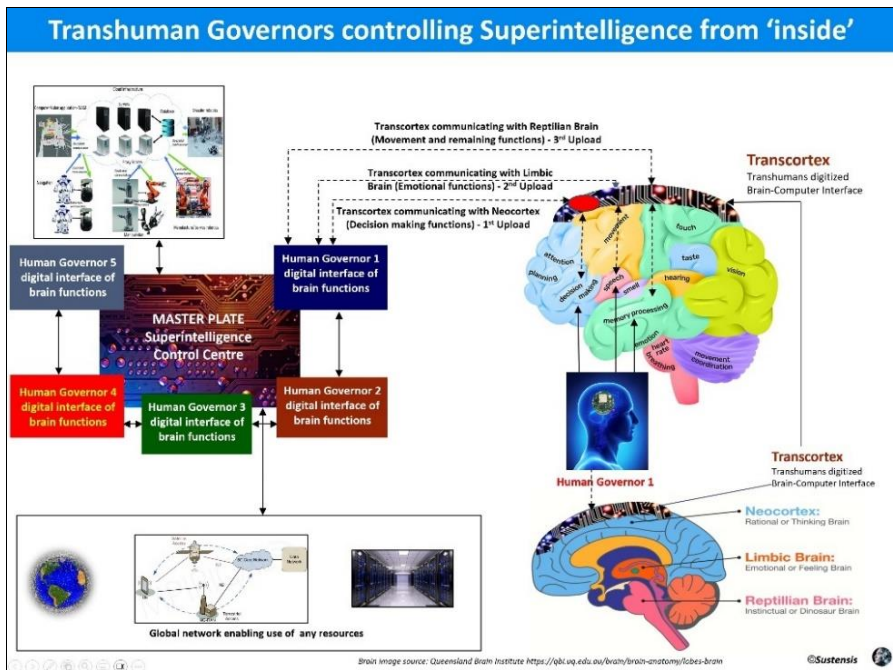 Transhuman Governors controlling Superintelligence from 'inside'
Transcortex communicating with Reptilian Brain
(Movement and remaining functions) - 3rd Upload
Transcortex communicating with Limbic
Brain (Emotional functions) - 2nd Upload
Transcortex communicating with Neocortex
(Decision making functions) - 1st Upload
Transcortex
Transhumans digitized
Brain-Computer Interface
Human Governor 5
digital interface of
brain functions
Human Governor 1
digital interface of
brain functions
MASTER PLATE
Superintelligence
Control Centre
Human Governor 4
digital interface of
brain functions
Human Governor 3
digital interface of
brain functions
Human Governor 2
digital interface of
brain functions
movement
touch
attention
planning
taste
vision
decision
making
speech
smell
hearing
memory processing
emotion
heart
rate
breathing
movement
coordination
Human Governor 1
Transcortex
Transhumans digitized
Brain-Computer Interface
Neocortex:
Rational or Thinking Brain
Limbic Brain:
Emotional or Feeling Brain
Reptillian Brain:
Instinctual or Dinosaur Brain
Global network enabling use of any resources
Brain image source: Queensland Brain Institute https://qbi.uq.edu.au/brain/brain-anatomy/lobes-brain
©Sustensis